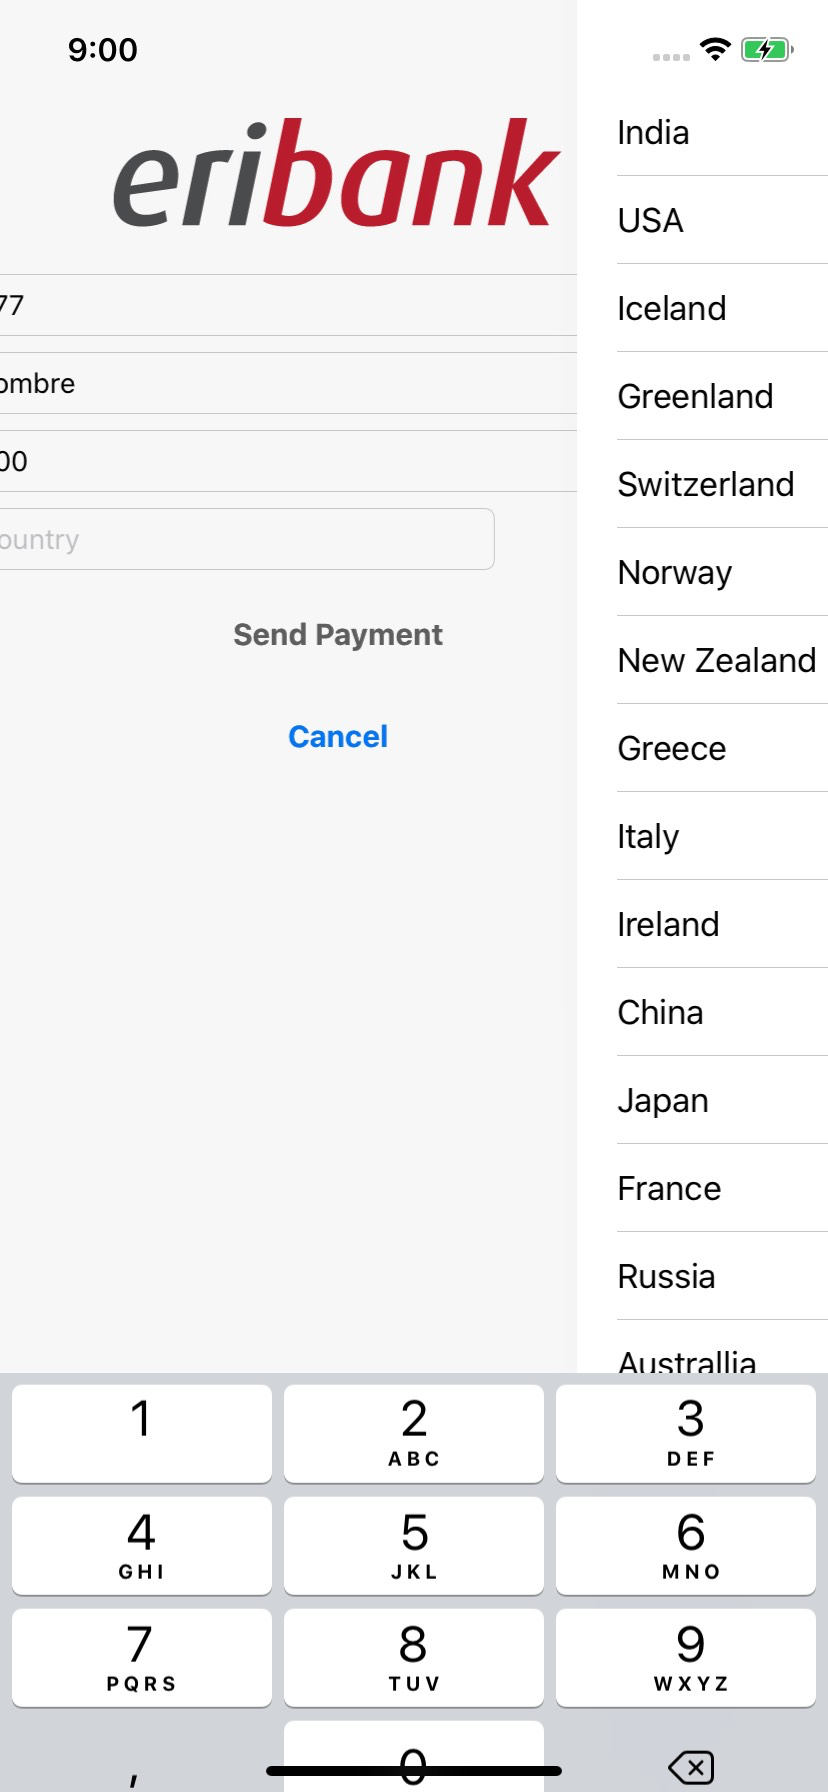 9:00
eribank
77
ombre
00
ountry
Send Payment
Cancel
India
USA
Iceland
Greenland
Switzerland
Norway
New Zealand
Greece
Italy
Ireland
China
Japan
France
Russia
Australlia
1
2
ABC
3
DEF
4
GHI
5
JKL
6
MNO
7
PQRS
8
TUV
9
WXYZ
,
0